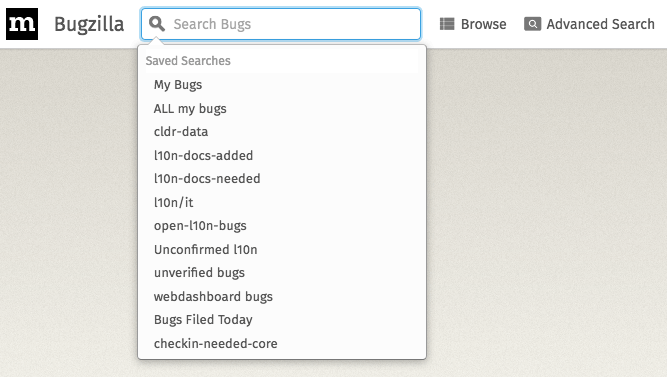 m Bugzilla Search Bugs Browse Advanced Search
Saved Searches
My Bugs
ALL my bugs
cldr-data
l10n-docs-added
l10n-docs-needed
l10n/it
open-l10n-bugs
Unconfirmed l10n
unverified bugs
webdashboard bugs
Bugs Filed Today
checkin-needed-core